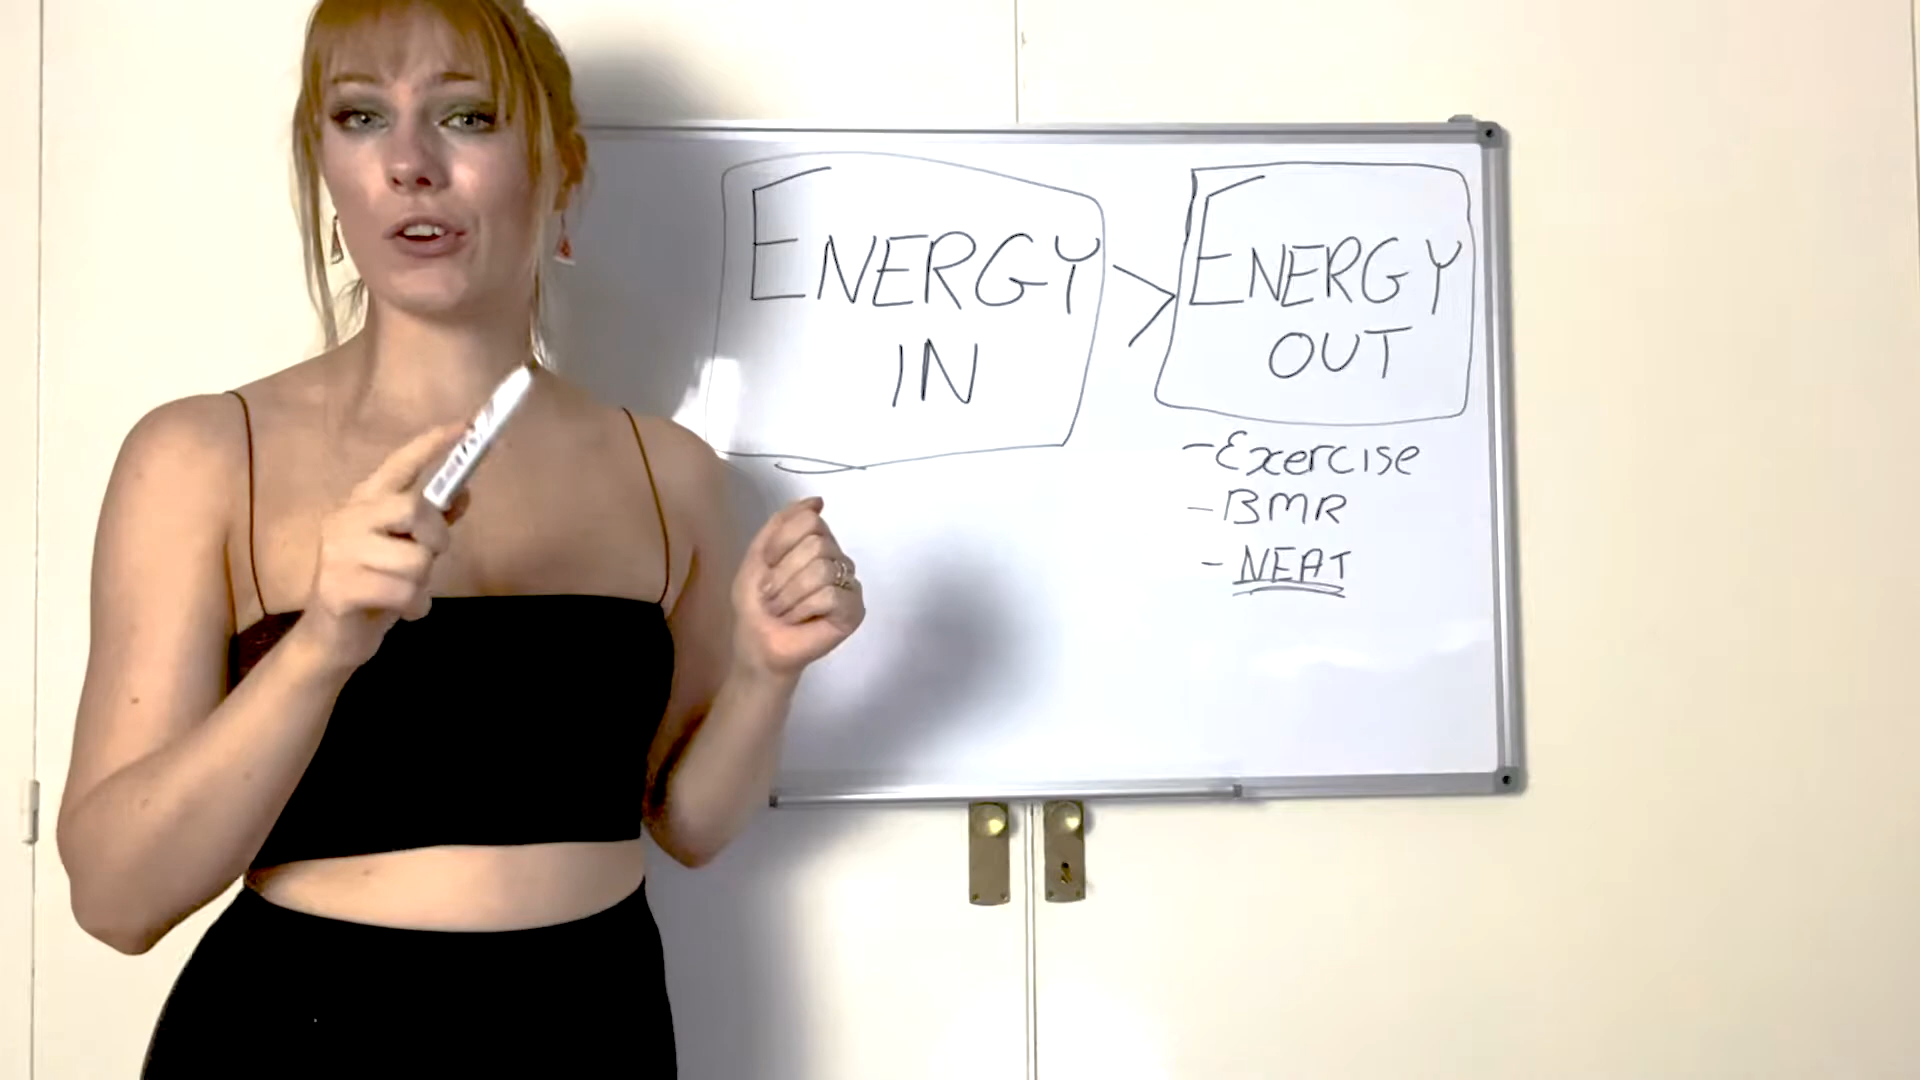 ENERGY
IN
>
ENERGY
OUT
- Exercise
- BMR
- NEAT